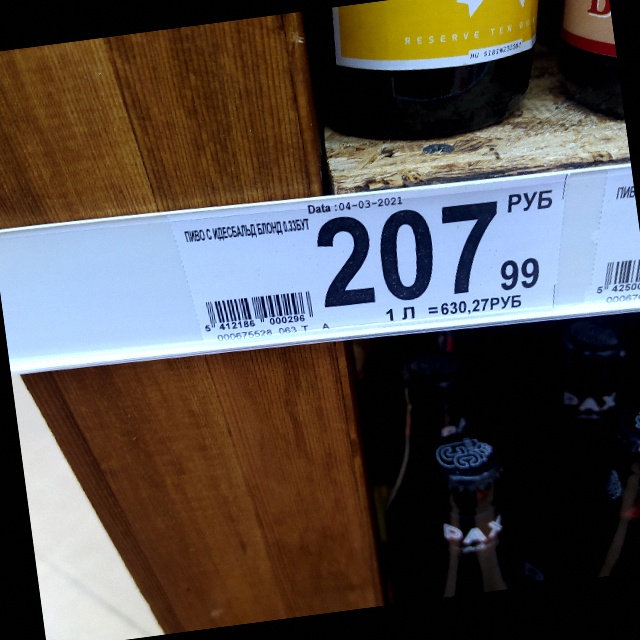 RESERVE TEN
Data :04-03-2021
ПИВО С.ИДЕСБАЛЬД БЛОНД 0.33БУТ
207 99 РУБ
5 412186 000296
1 Л =630,27РУБ
000675528 063 Т А
ПИВ
5 42500
DAX
DAX